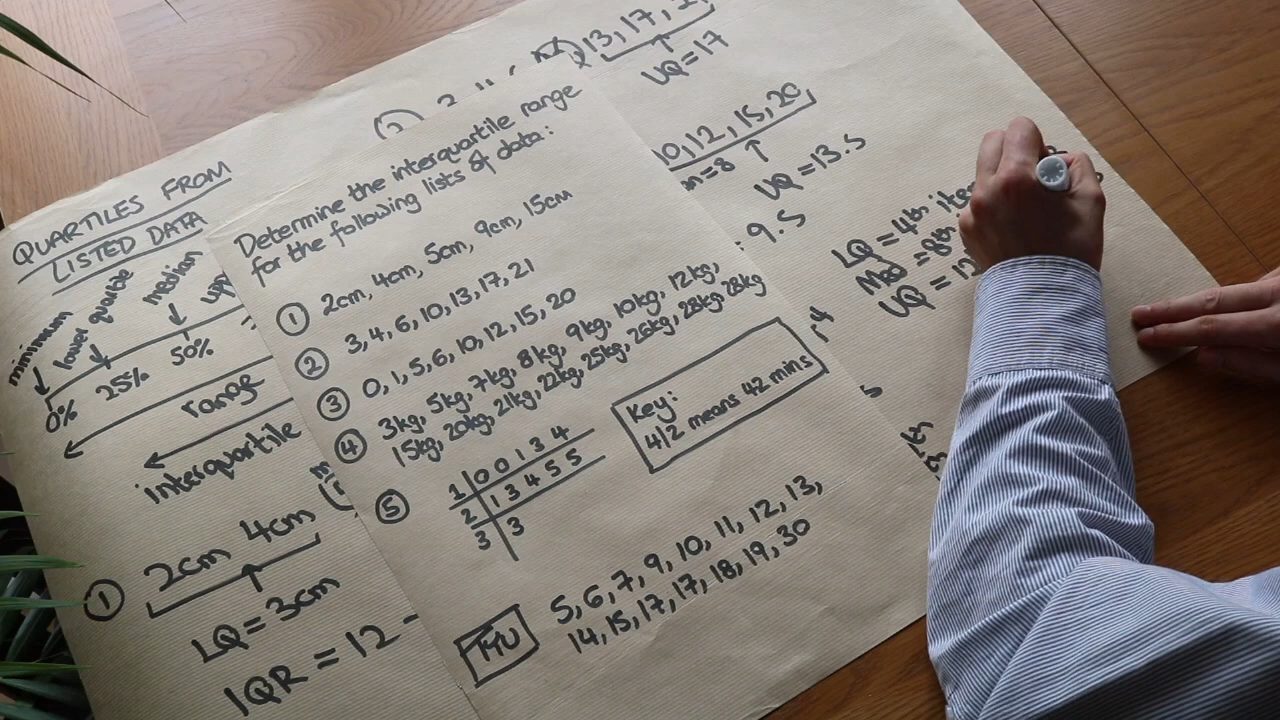 QUARTILES FROM
LISTED DATA
minimum
lower quartile
median
0%
25%
50%
range
interquartile
① 2cm 4cm
LQ = 3cm
IQR = 12 -
Determine the interquartile range
for the following lists of data:
① 2cm, 4cm, 5cm, 9cm, 15cm
② 3, 4, 6, 10, 13, 17, 21
③ 0, 1, 5, 6, 10, 12, 15, 20
④ 3kg, 5kg, 7kg, 8kg, 9kg, 10kg, 12kg,
15kg, 20kg, 21kg, 22kg, 25kg, 26kg, 28kg, 28kg
⑤
1 | 0 0 1 3 4
2 | 1 3 4 5 5
3 | 3
Key:
4/2 means 42 mins
5, 6, 7, 9, 10, 11, 12, 13,
14, 15, 17, 17, 18, 19, 30
13, 17,
UQ = 17
10, 12, 15, 20
= 8
UQ = 13.5
9.5
LQ = 4th
= 8th
UQ = 12